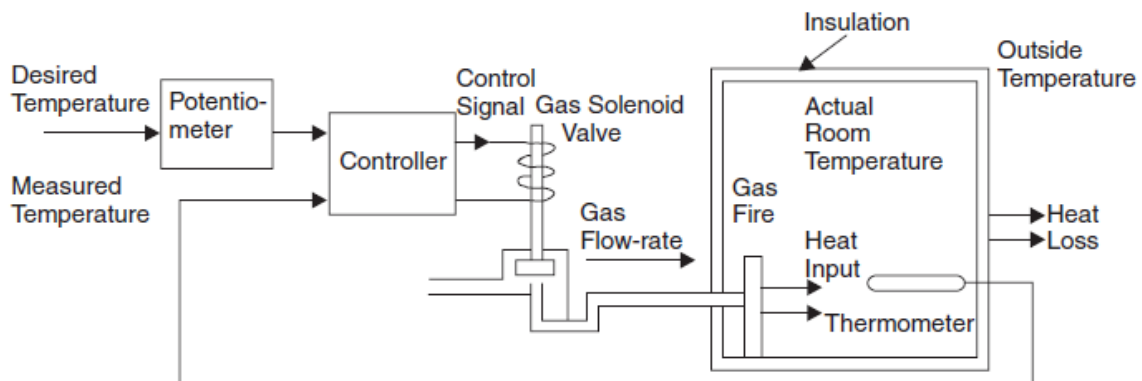 Insulation
Outside
Temperature
Desired
Temperature
Potentio-
meter
Control
Signal
Gas Solenoid
Valve
Actual
Room
Temperature
Controller
Measured
Temperature
Gas
Flow-rate
Gas
Fire
Heat
Input
Heat
Loss
Thermometer